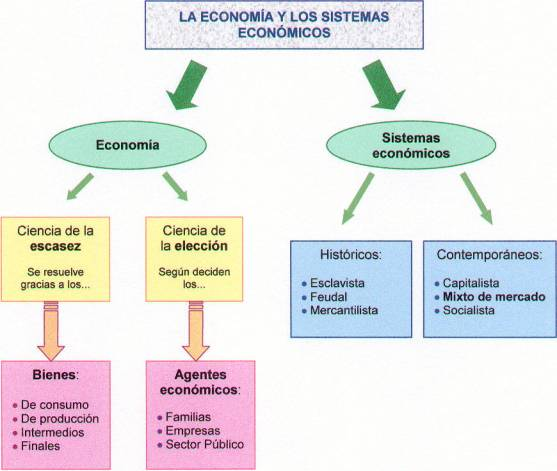 LA ECONOMÍA Y LOS SISTEMAS
ECONÓMICOS
Economía
Sistemas
económicos
Ciencia de la
escasez
Se resuelve
gracias a los...
Ciencia de
la elección
Según deciden
los...
Históricos:
• Esclavista
• Feudal
• Mercantilista
Contemporáneos:
• Capitalista
• Mixto de mercado
• Socialista
Bienes:
• De consumo
• De producción
• Intermedios
• Finales
Agentes
económicos:
• Familias
• Empresas
• Sector Público